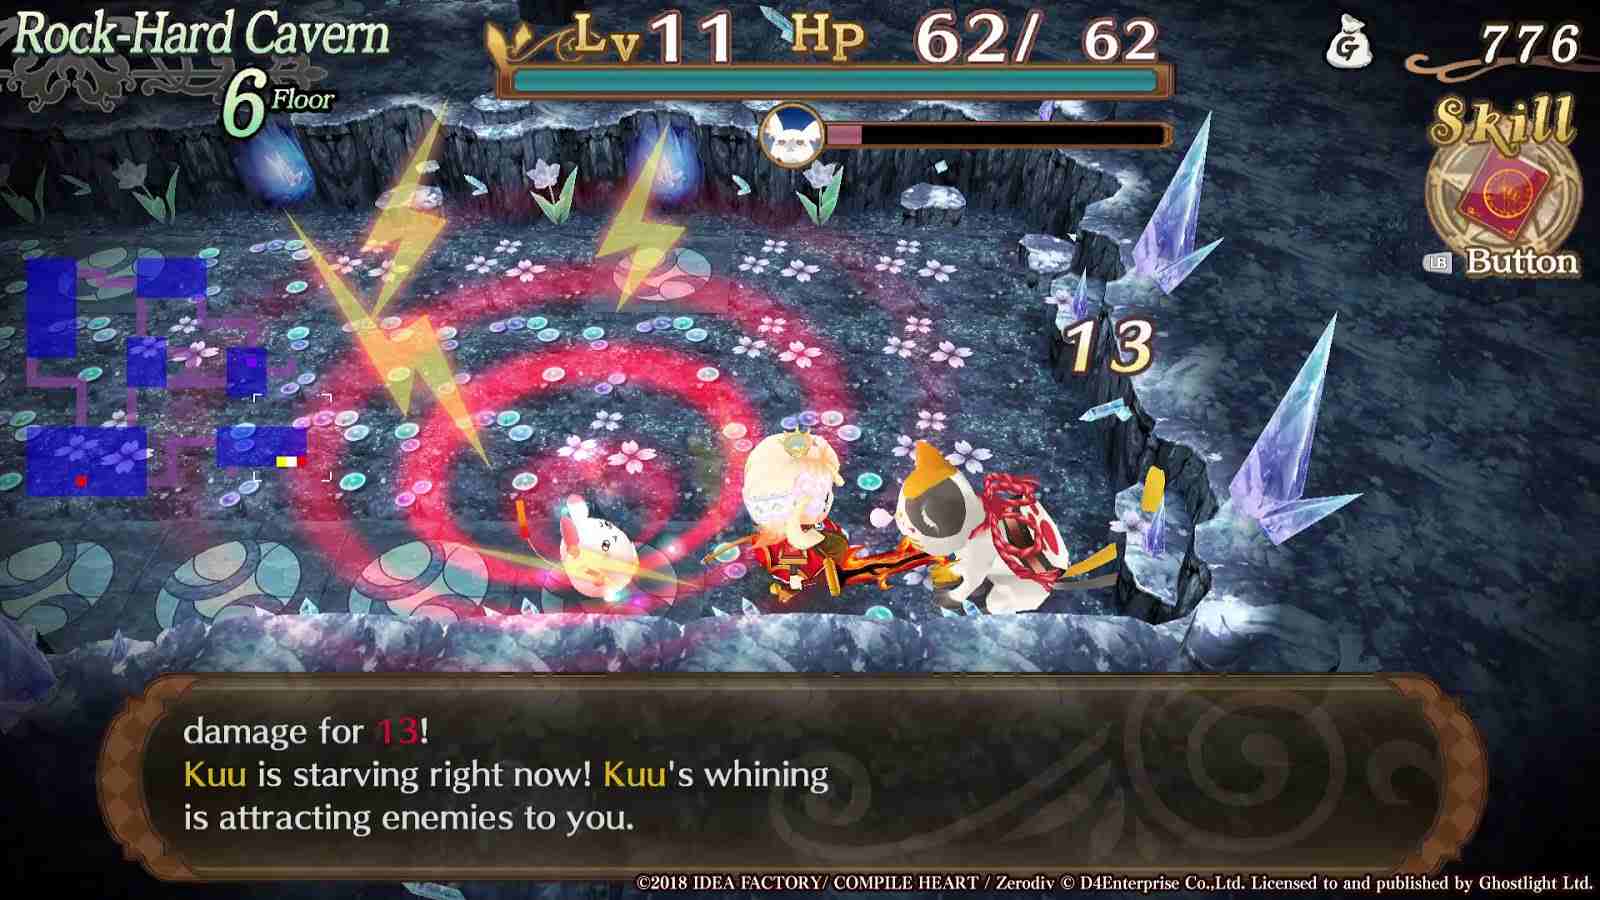 Rock-Hard Cavern
6 Floor
Lv 11 Hp 62/ 62
G 776
Skill
LB Button
13
damage for 13!
Kuu is starving right now! Kuu's whining
is attracting enemies to you.
©2018 IDEA FACTORY/ COMPILE HEART / Zerodiv © D4Enterprise Co.,Ltd. Licensed to and published by Ghostlight Ltd.